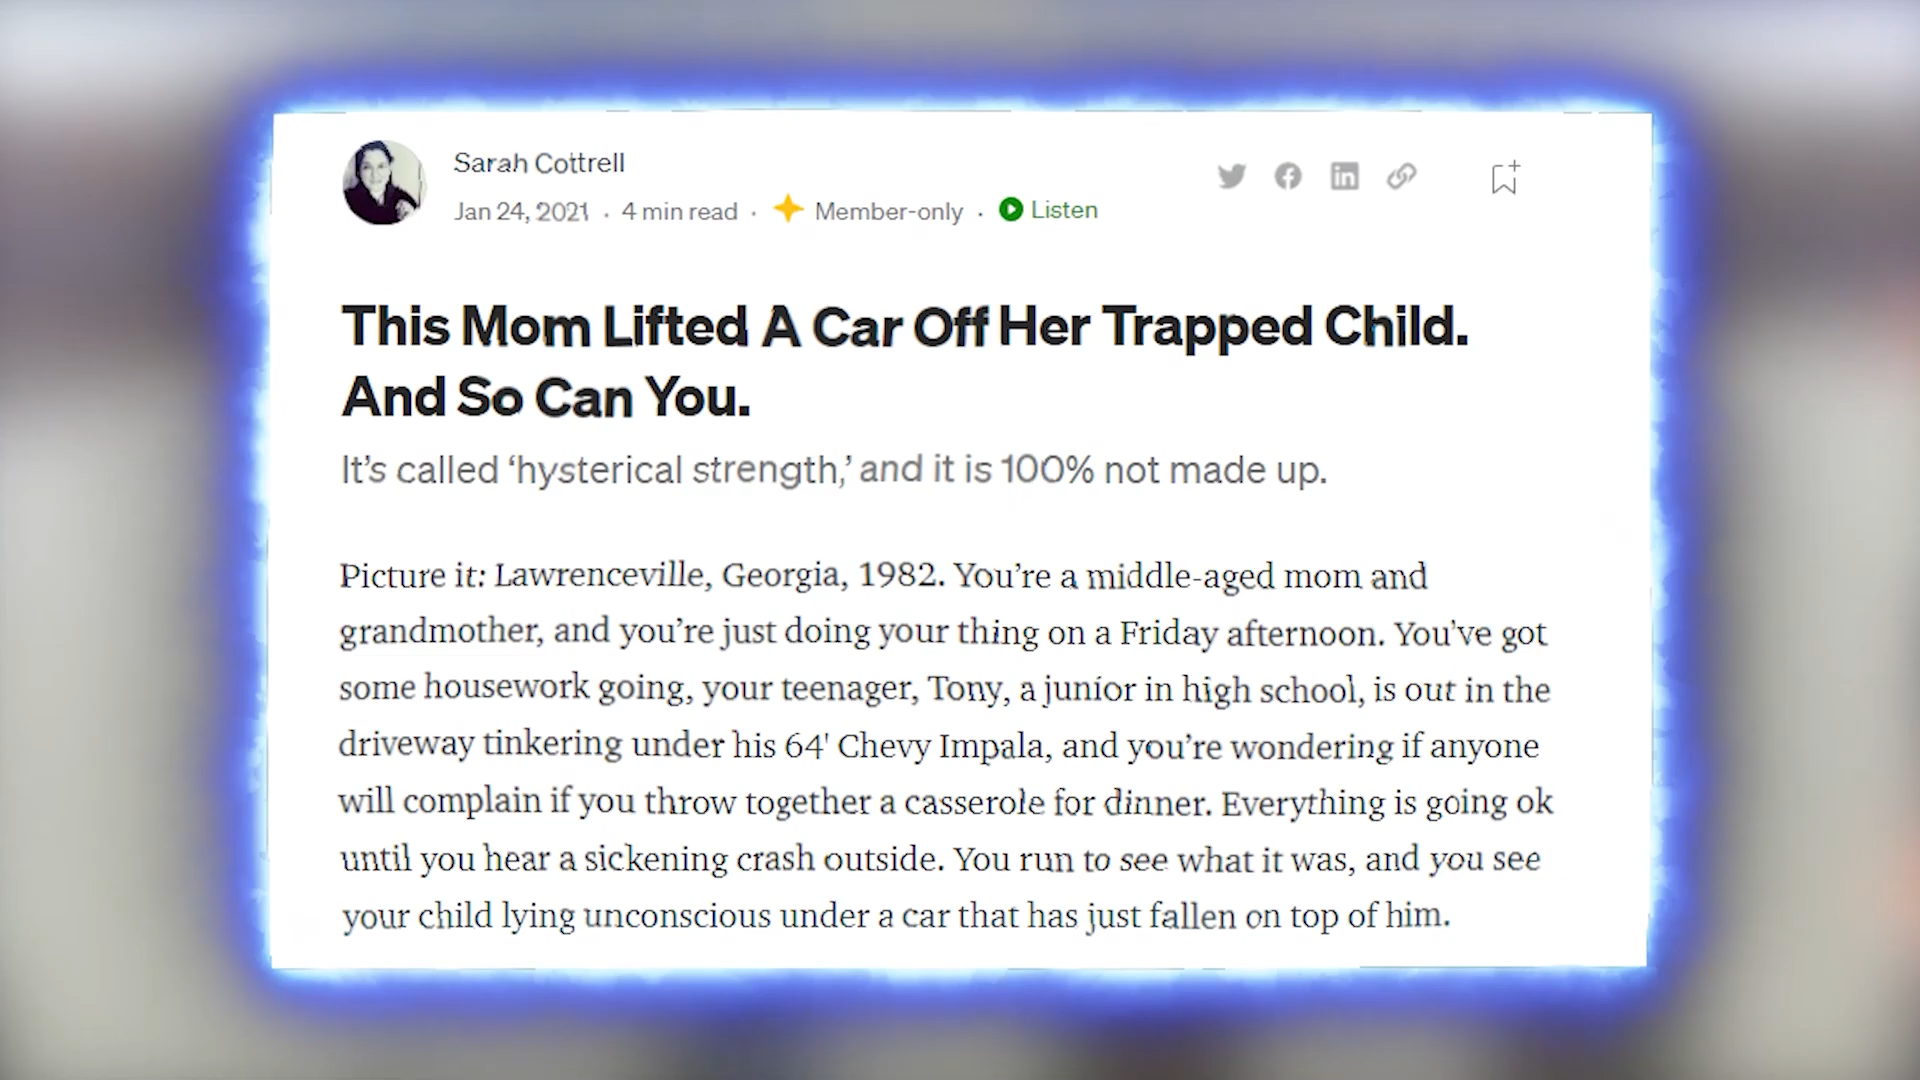 Sarah Cottrell
Jan 24, 2021 · 4 min read · Member-only · Listen
This Mom Lifted A Car Off Her Trapped Child.
And So Can You.
It's called ‘hysterical strength,’ and it is 100% not made up.
Picture it: Lawrenceville, Georgia, 1982. You’re a middle-aged mom and
grandmother, and you’re just doing your thing on a Friday afternoon. You’ve got
some housework going, your teenager, Tony, a junior in high school, is out in the
driveway tinkering under his 64' Chevy Impala, and you’re wondering if anyone
will complain if you throw together a casserole for dinner. Everything is going ok
until you hear a sickening crash outside. You run to see what it was, and you see
your child lying unconscious under a car that has just fallen on top of him.